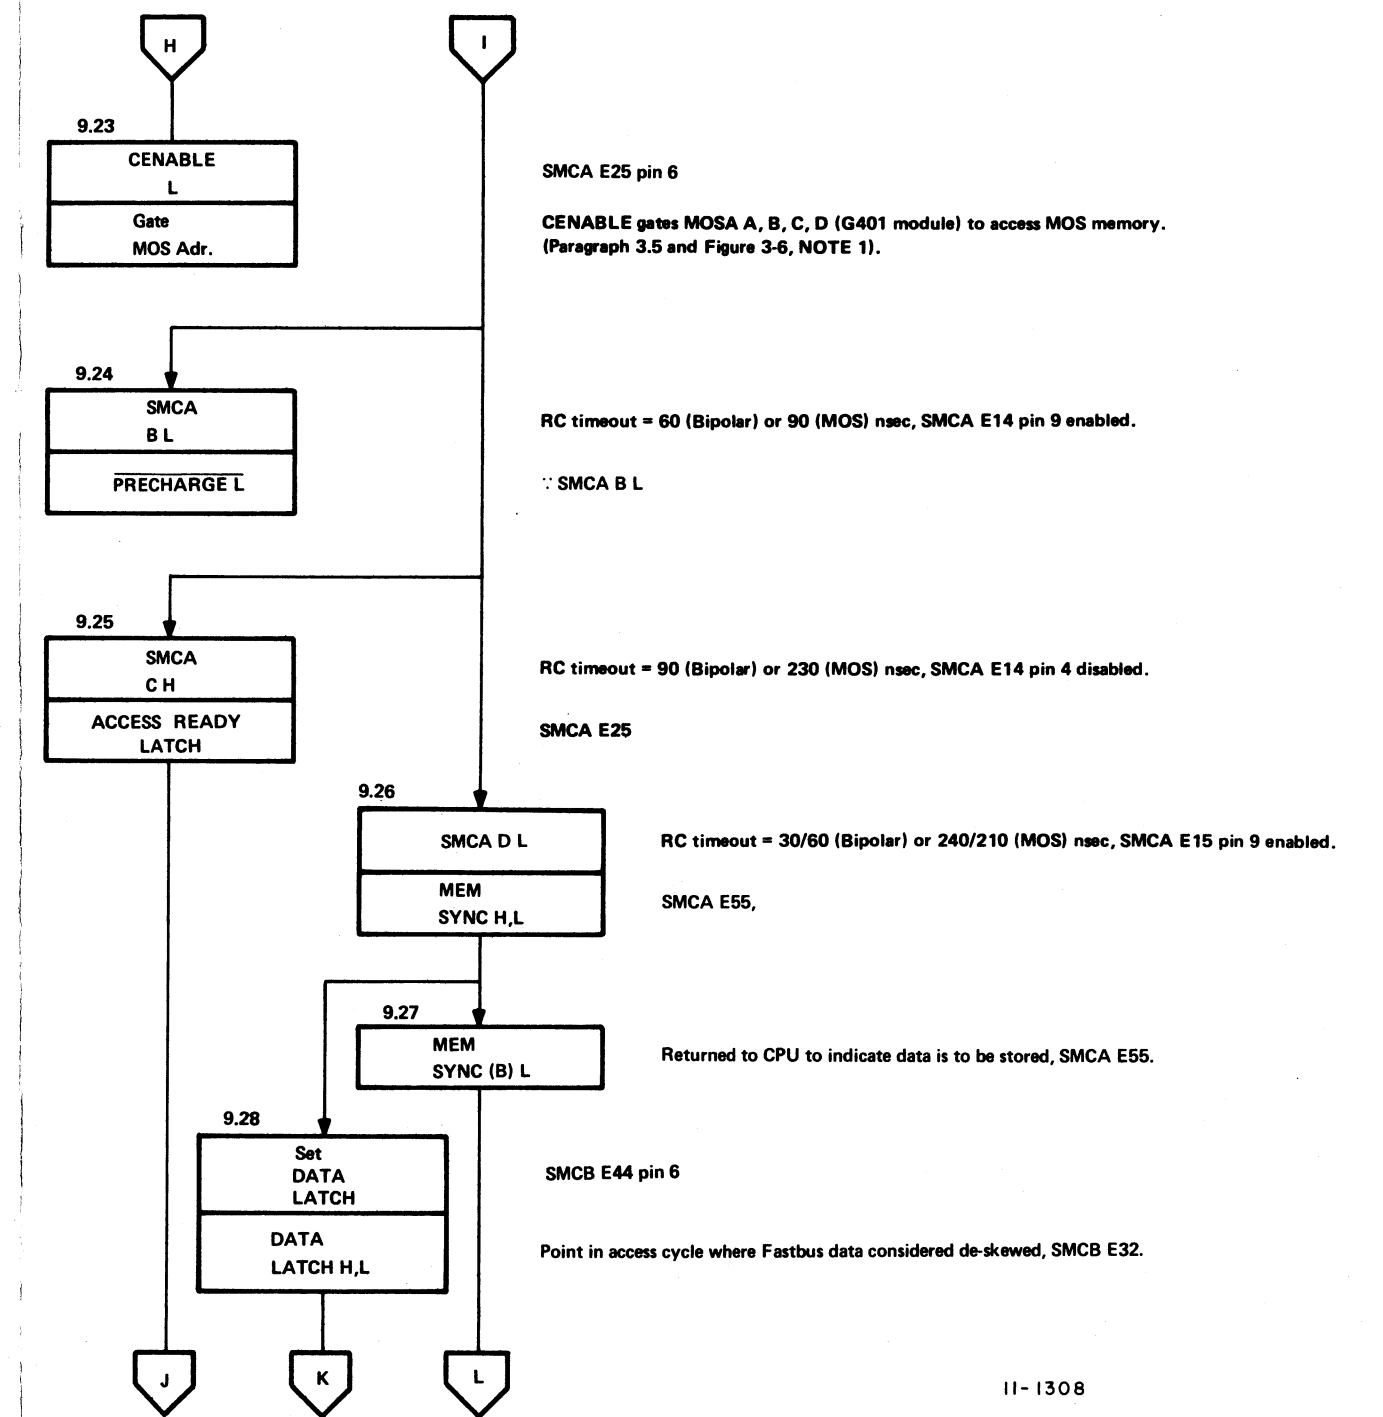 H
I
9.23
CENABLE
L
Gate
MOS Adr.
SMCA E25 pin 6
CENABLE gates MOSA A, B, C, D (G401 module) to access MOS memory.
(Paragraph 3.5 and Figure 3-6, NOTE 1).
9.24
SMCA
B L
PRECHARGE L
RC timeout = 60 (Bipolar) or 90 (MOS) nsec, SMCA E14 pin 9 enabled.
∵ SMCA B L
9.25
SMCA
C H
ACCESS READY
LATCH
RC timeout = 90 (Bipolar) or 230 (MOS) nsec, SMCA E14 pin 4 disabled.
SMCA E25
9.26
SMCA D L
MEM
SYNC H,L
RC timeout = 30/60 (Bipolar) or 240/210 (MOS) nsec, SMCA E15 pin 9 enabled.
SMCA E55,
9.27
MEM
SYNC (B) L
Returned to CPU to indicate data is to be stored, SMCA E55.
9.28
Set
DATA
LATCH
DATA
LATCH H,L
SMCB E44 pin 6
Point in access cycle where Fastbus data considered de-skewed, SMCB E32.
J
K
L
11-1308